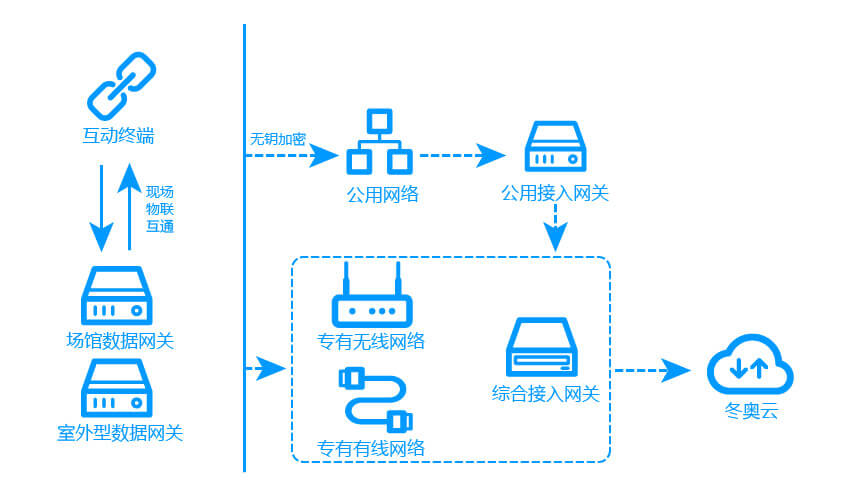 互动终端
现场
物联
互通
场馆数据网关
室外型数据网关
无钥加密
公用网络
公用接入网关
专有无线网络
专有有线网络
综合接入网关
冬奥云